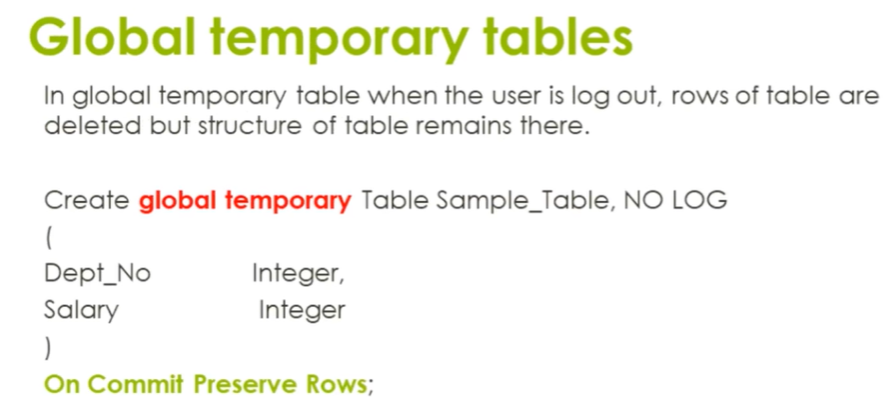 Global temporary tables
In global temporary table when the user is log out, rows of table are
deleted but structure of table remains there.
Create global temporary Table Sample_Table, NO LOG
(
Dept_No Integer,
Salary Integer
)
On Commit Preserve Rows;